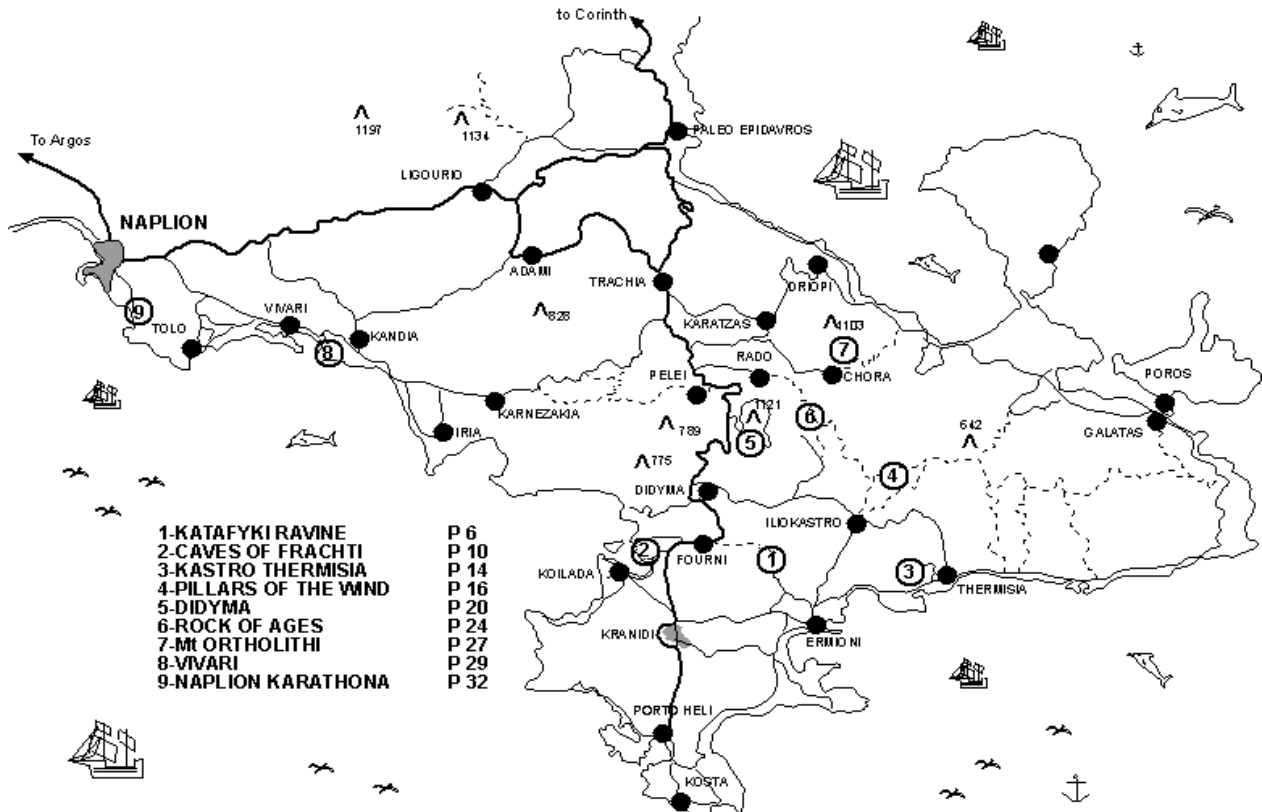 to Corinth
1197
1134
PALEO EPIDAVROS
To Argos
LIGOURIO
NAPLION
ADAMI
TRACHIA
DRIOPI
9
VIVARI
828
KARATZAS
1103
TOLO
KANDIA
8
RADO
7
PELEI
CHORA
POROS
KARNEZAKIA
1121
6
IRIA
789
5
642
GALATAS
775
4
DIDYMA
ILIOKASTRO
1-KATAFYKI RAVINE P 6
2-CAVES OF FRACHTI P 10
3-KASTRO THERMISIA P 14
4-PILLARS OF THE WIND P 16
5-DIDYMA P 20
6-ROCK OF AGES P 24
7-Mt ORTHOLITHI P 27
8-VIVARI P 29
9-NAPLION KARATHONA P 32
2
FOURNI
1
KOILADA
3
THERMISIA
KRANIDI
ERMIONI
PORTO HELI
KOSTA